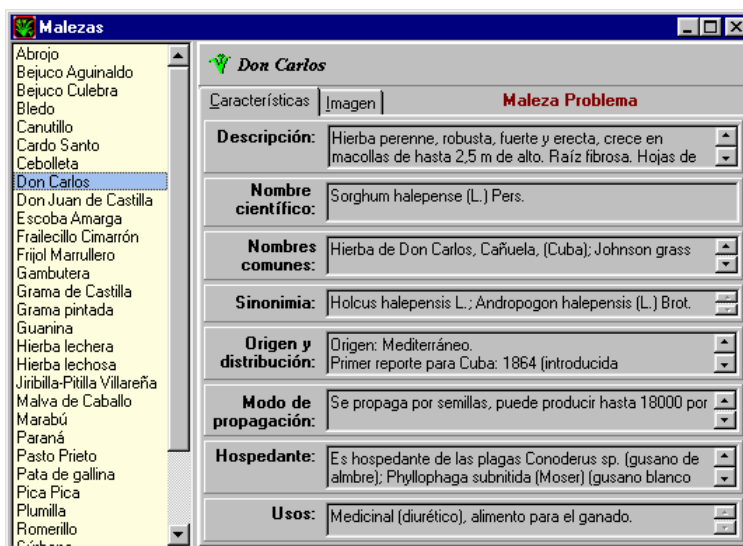 Malezas
Abrojo
Bejuco Aguinaldo
Bejuco Culebra
Bledo
Canutillo
Cardo Santo
Cebolleta
Don Carlos
Don Juan de Castilla
Escoba Amarga
Frailecillo Cimarrón
Frijol Marrullero
Gambutera
Grama de Castilla
Grama pintada
Guanina
Hierba lechera
Hierba lechosa
Jiribilla-Pitilla Villareña
Malva de Caballo
Marabú
Paraná
Pasto Prieto
Pata de gallina
Pica Pica
Plumilla
Romerillo
Don Carlos
Características
Imagen
Maleza Problema
Descripción:
Hierba perenne, robusta, fuerte y erecta, crece en
macollas de hasta 2,5 m de alto. Raíz fibrosa. Hojas de
Nombre
científico:
Sorghum halepense (L.) Pers.
Nombres
comunes:
Hierba de Don Carlos, Cañuela, (Cuba); Johnson grass
Sinonimia:
Holcus halepensis L.; Andropogon halepensis (L.) Brot.
Origen y
distribución:
Origen: Mediterráneo.
Primer reporte para Cuba: 1864 (introducida
Modo de
propagación:
Se propaga por semillas, puede producir hasta 18000 por
Hospedante:
Es hospedante de las plagas Conoderus sp. (gusano de
almbre); Phyllophaga subnitida (Moser) (gusano blanco
Usos:
Medicinal (diurético), alimento para el ganado.